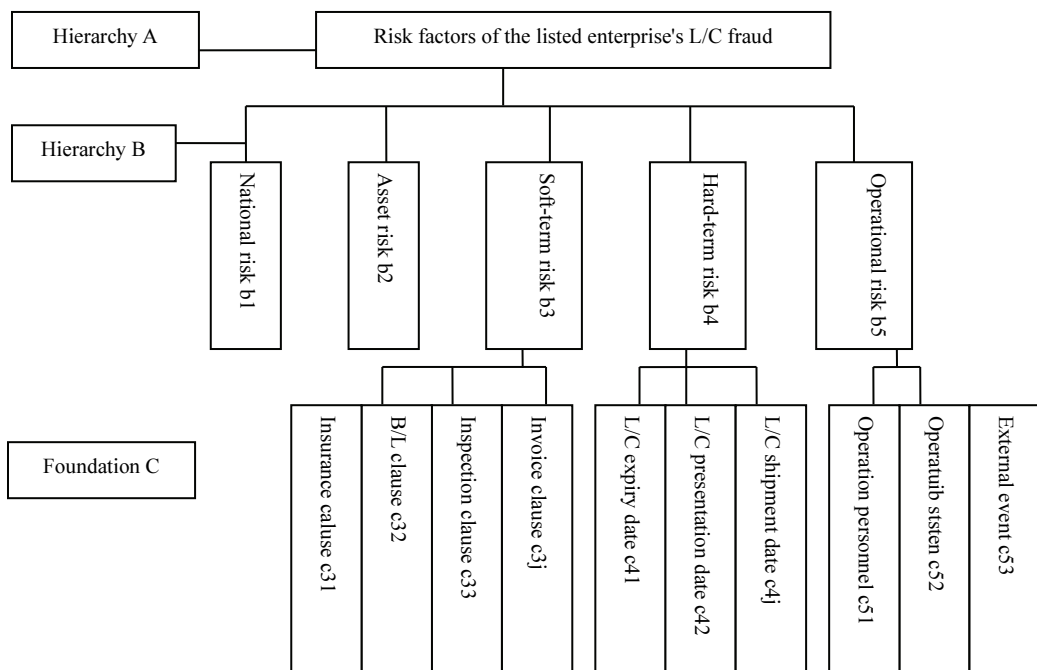 Hierarchy A
Risk factors of the listed enterprise's L/C fraud
Hierarchy B
National risk b1
Asset risk b2
Soft-term risk b3
Hard-term risk b4
Operational risk b5
Foundation C
Insurance caluse c31
B/L clause c32
Inspection clause c33
Invoice clause c3j
L/C expiry date c41
L/C presentation date c42
L/C shipment date c4j
Operation personnel c51
Operatuib ststen c52
External event c53